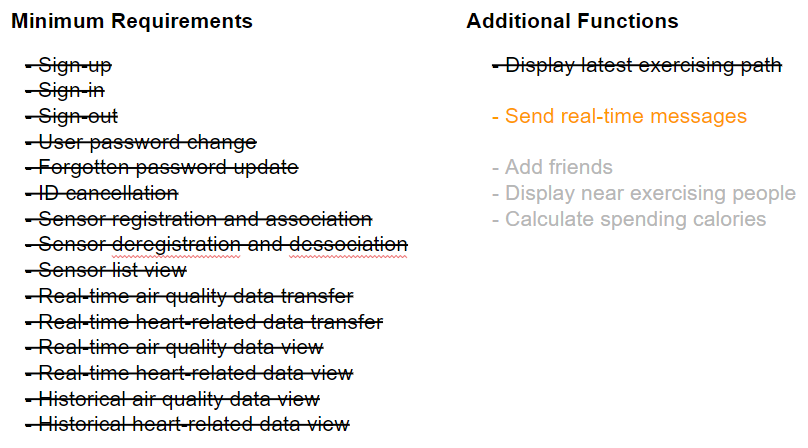 Minimum Requirements
- Sign-up
- Sign-in
- Sign-out
- User password change
- Forgotten password update
- ID cancellation
- Sensor registration and association
- Sensor deregistration and dessociation
- Sensor list view
- Real-time air quality data transfer
- Real-time heart-related data transfer
- Real-time air quality data view
- Real-time heart-related data view
- Historical air quality data view
- Historical heart-related data view
Additional Functions
- Display latest exercising path
- Send real-time messages
- Add friends
- Display near exercising people
- Calculate spending calories